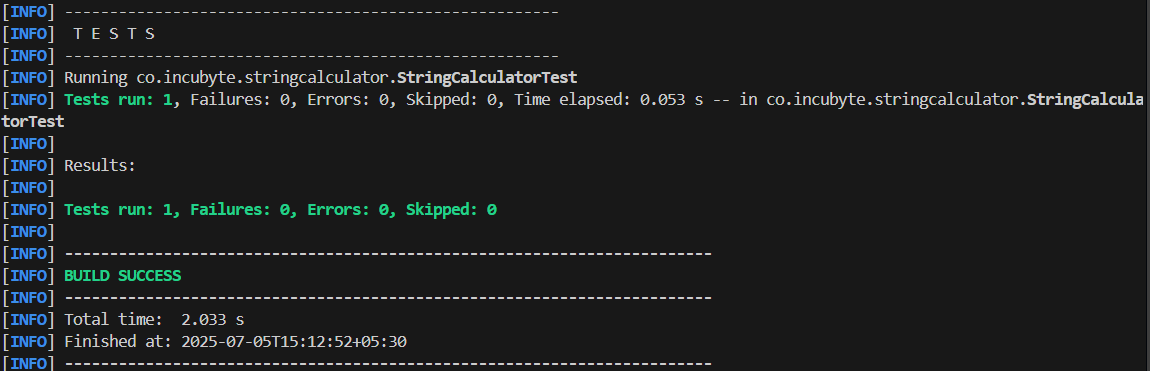 [INFO] -------------------------------------------------------
[INFO]  T E S T S
[INFO] -------------------------------------------------------
[INFO] Running co.incubyte.stringcalculator.StringCalculatorTest
[INFO] Tests run: 1, Failures: 0, Errors: 0, Skipped: 0, Time elapsed: 0.053 s -- in co.incubyte.stringcalculator.StringCalcula
torTest
[INFO]
[INFO] Results:
[INFO]
[INFO] Tests run: 1, Failures: 0, Errors: 0, Skipped: 0
[INFO]
[INFO] ------------------------------------------------------------------------
[INFO] BUILD SUCCESS
[INFO] ------------------------------------------------------------------------
[INFO] Total time:  2.033 s
[INFO] Finished at: 2025-07-05T15:12:52+05:30
[INFO] ------------------------------------------------------------------------